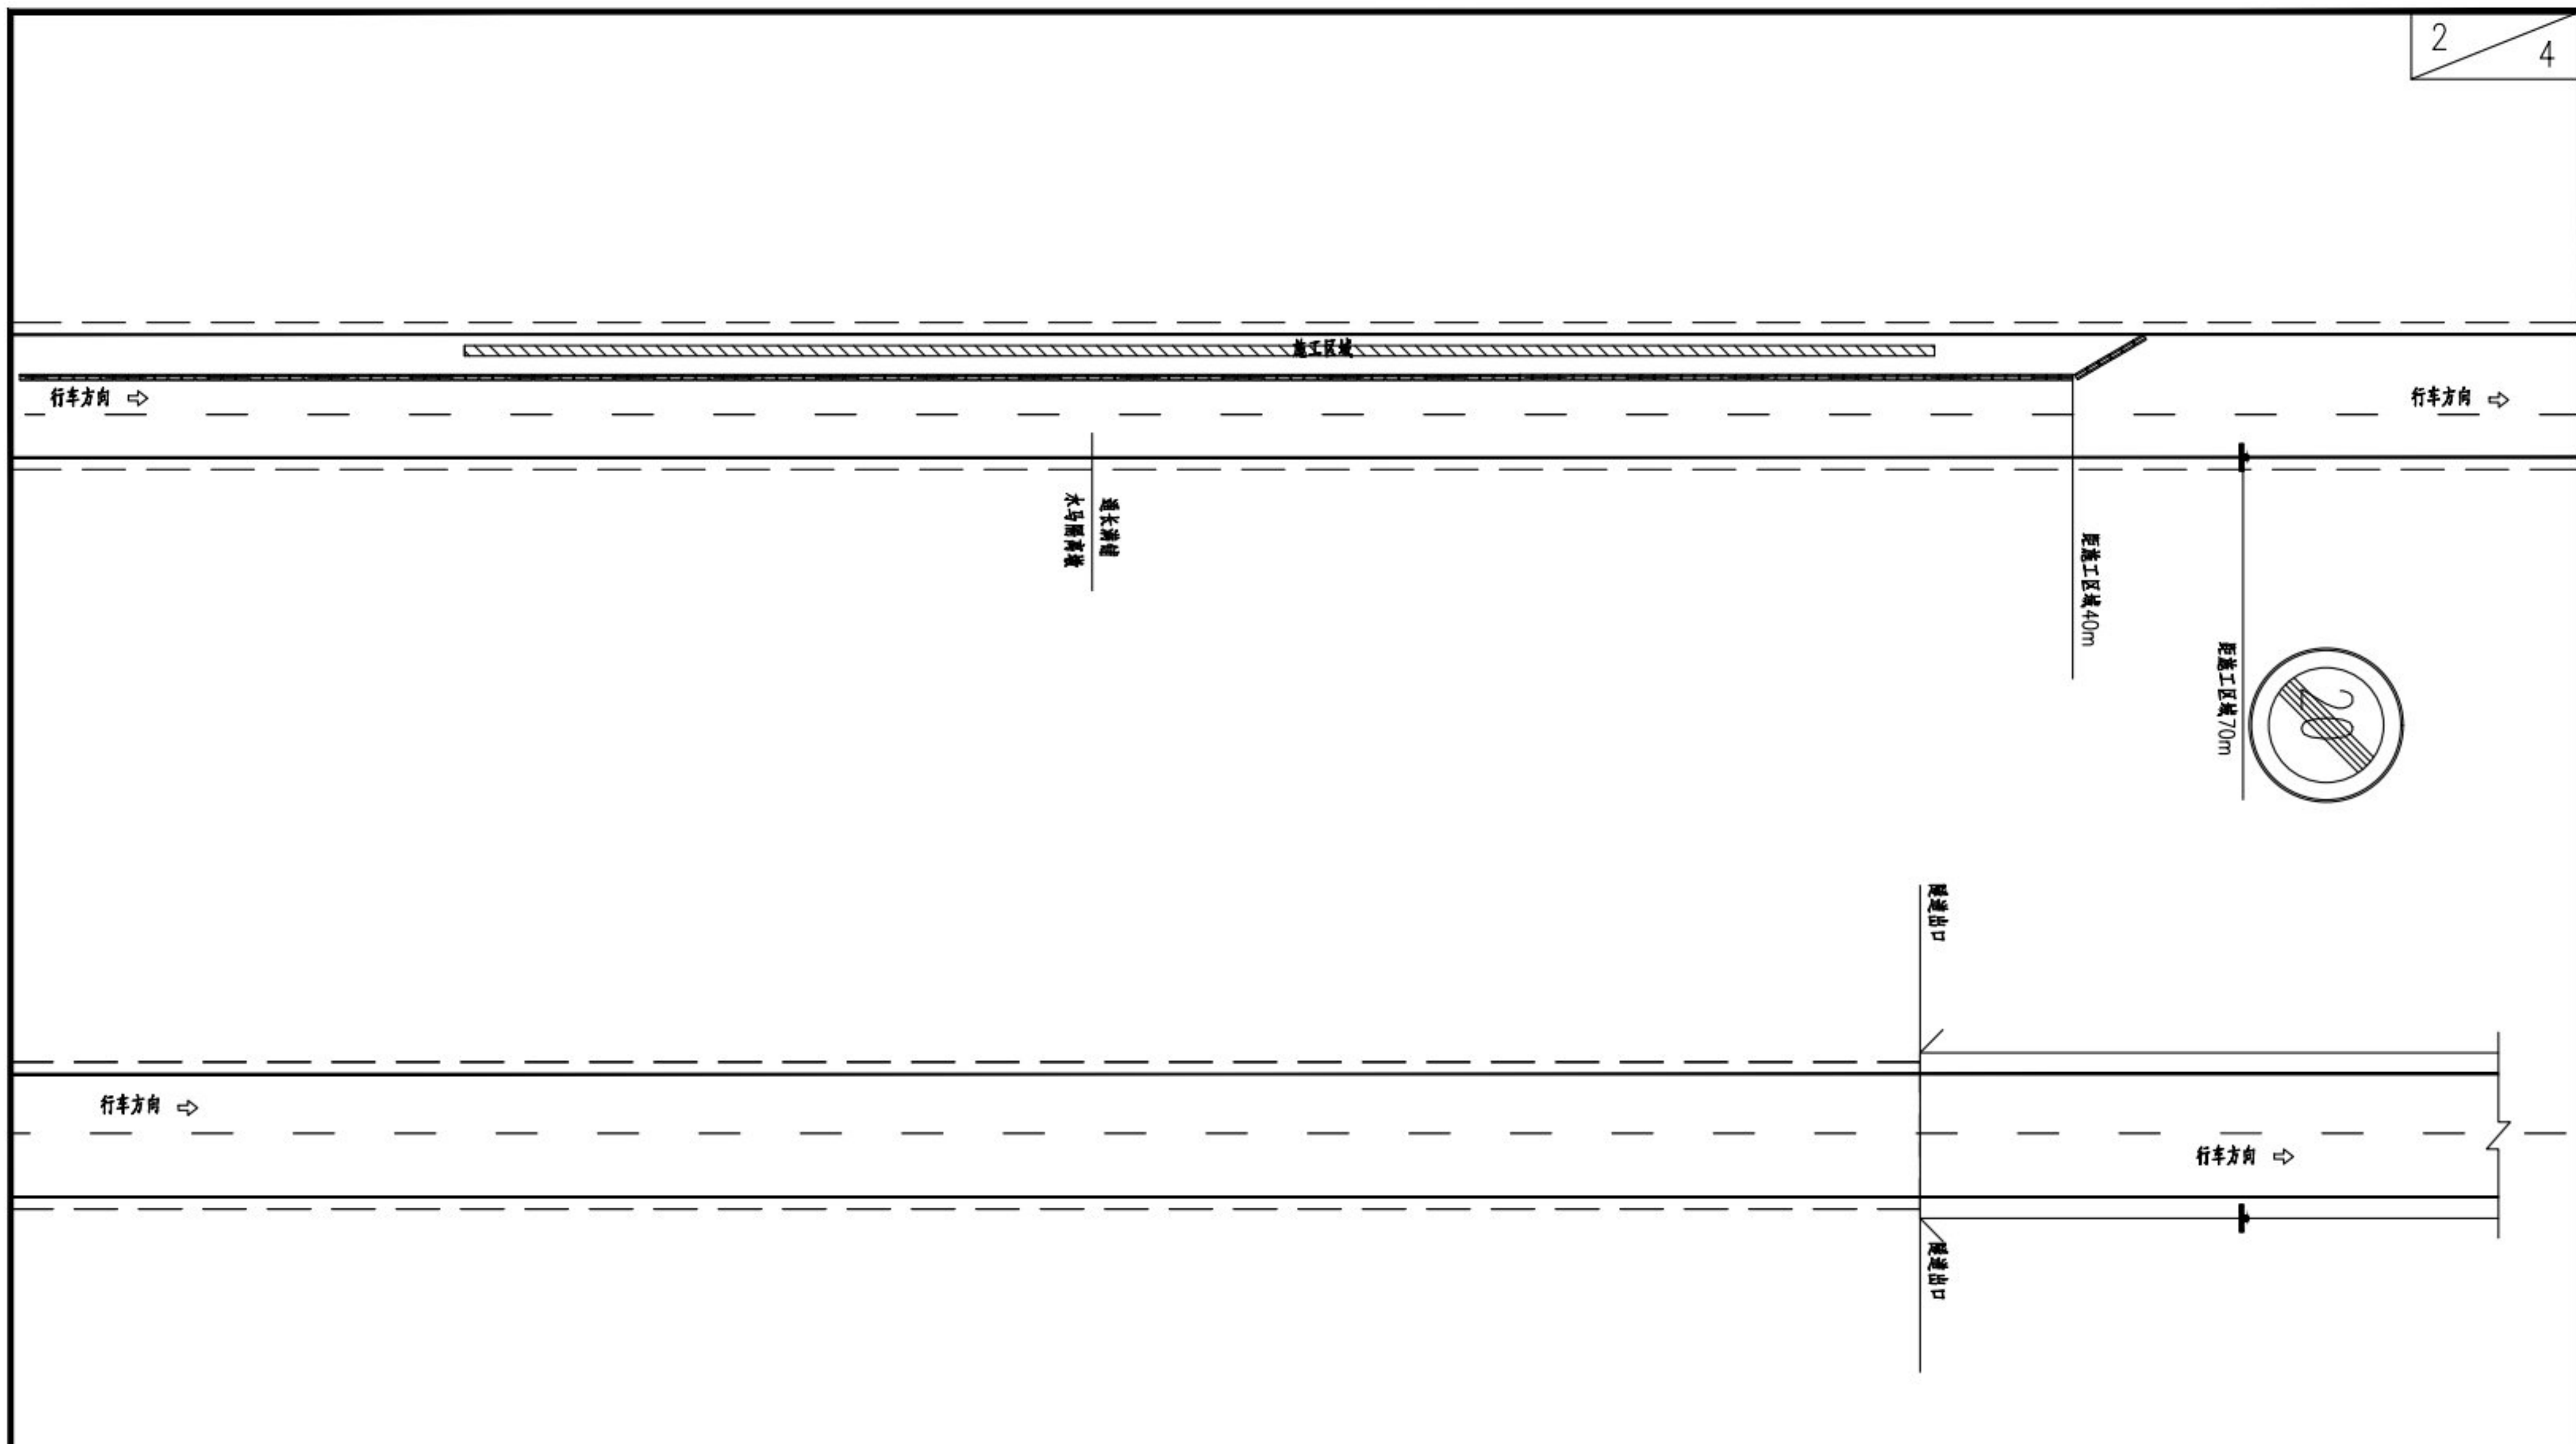 2
4
施工区域
行车方向
行车方向
通长满铺
水马隔离墩
距施工区域40m
距施工区域70m
20
隧道出口
行车方向
行车方向
隧道出口